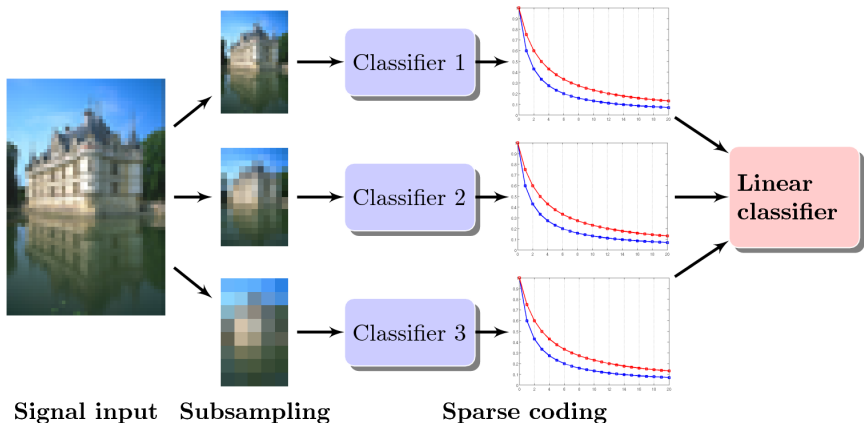 Classifier 1
Classifier 2
Classifier 3
Linear
classifier
Signal input
Subsampling
Sparse coding